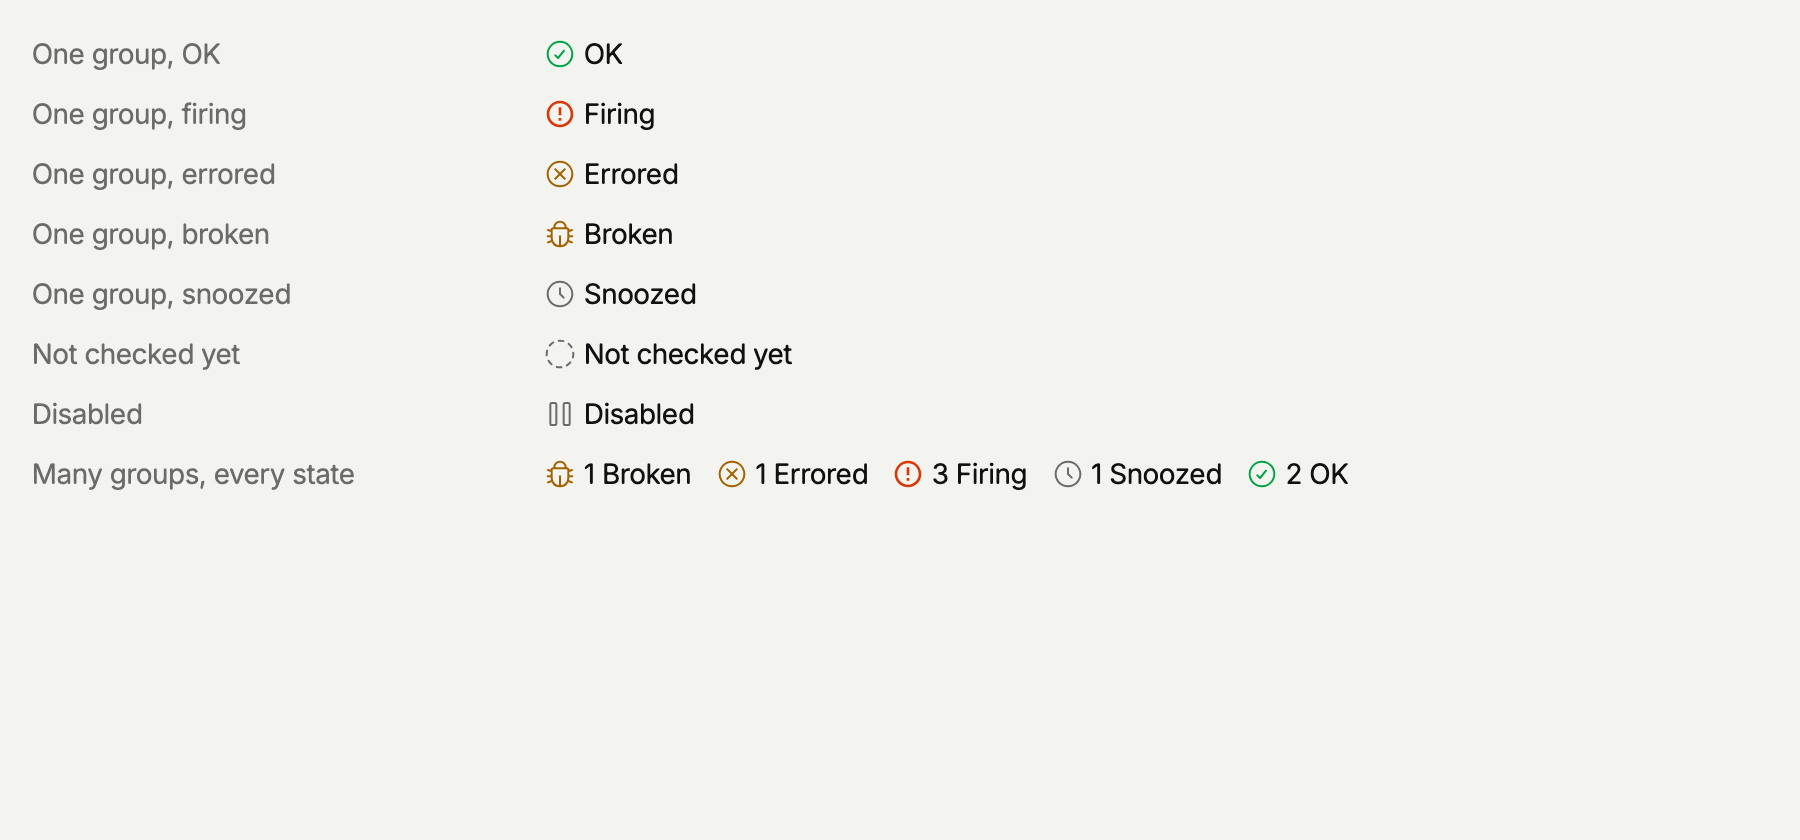 One group, OK OK
One group, firing Firing
One group, errored Errored
One group, broken Broken
One group, snoozed Snoozed
Not checked yet Not checked yet
Disabled Disabled
Many groups, every state 1 Broken 1 Errored 3 Firing 1 Snoozed 2 OK